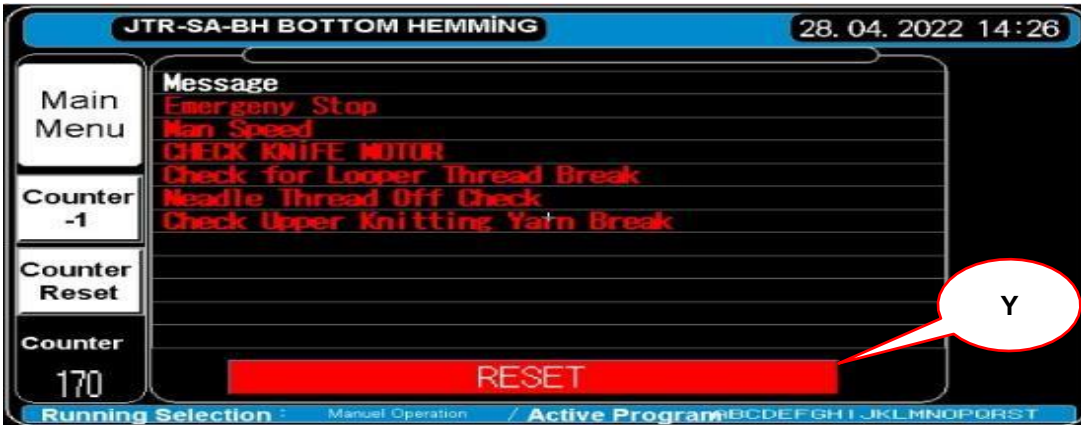 JTR-SA-BH BOTTOM HEMMİNG
28. 04. 2022 14:26
Main
Menu
Counter
-1
Counter
Reset
Counter
170
Message
Emergeny Stop
Man Speed
CHECK KNİFE MOTOR
Check for Looper Thread Break
Neadle Thread Off Check
Check Upper Knitting Yarn Break
RESET
Y
Running Selection : Manuel Operation / Active Program ABCDEFGHIJKLMNOPQRST